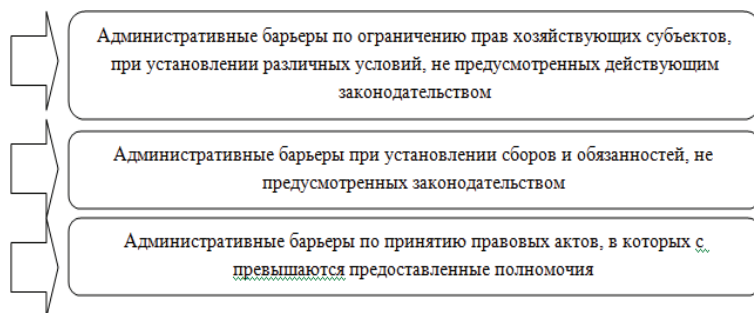 Административные барьеры по ограничению прав хозяйствующих субъектов,
при установлении различных условий, не предусмотренных действующим
законодательством
Административные барьеры при установлении сборов и обязанностей, не
предусмотренных законодательством
Административные барьеры по принятию правовых актов, в которых с
превышаются предоставленные полномочия